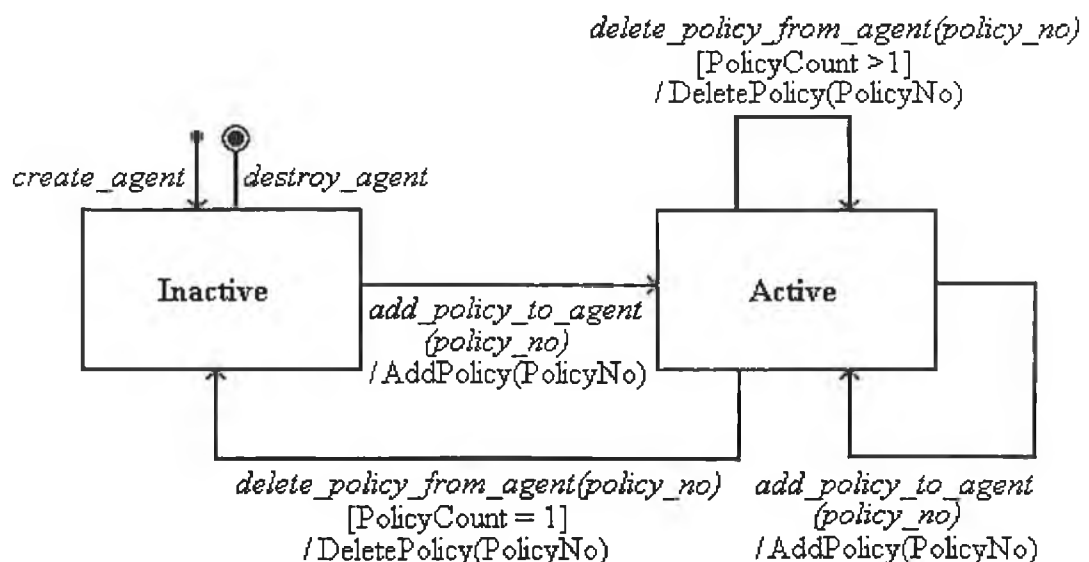 delete_policy_from_agent(policy_no)
[PolicyCount >1]
/ DeletePolicy(PolicyNo)
create_agent
destroy_agent
Inactive
Active
add_policy_to_agent
(policy_no)
/ AddPolicy(PolicyNo)
delete_policy_from_agent(policy_no)
[PolicyCount = 1]
/ DeletePolicy(PolicyNo)
add_policy_to_agent
(policy_no)
/ AddPolicy(PolicyNo)